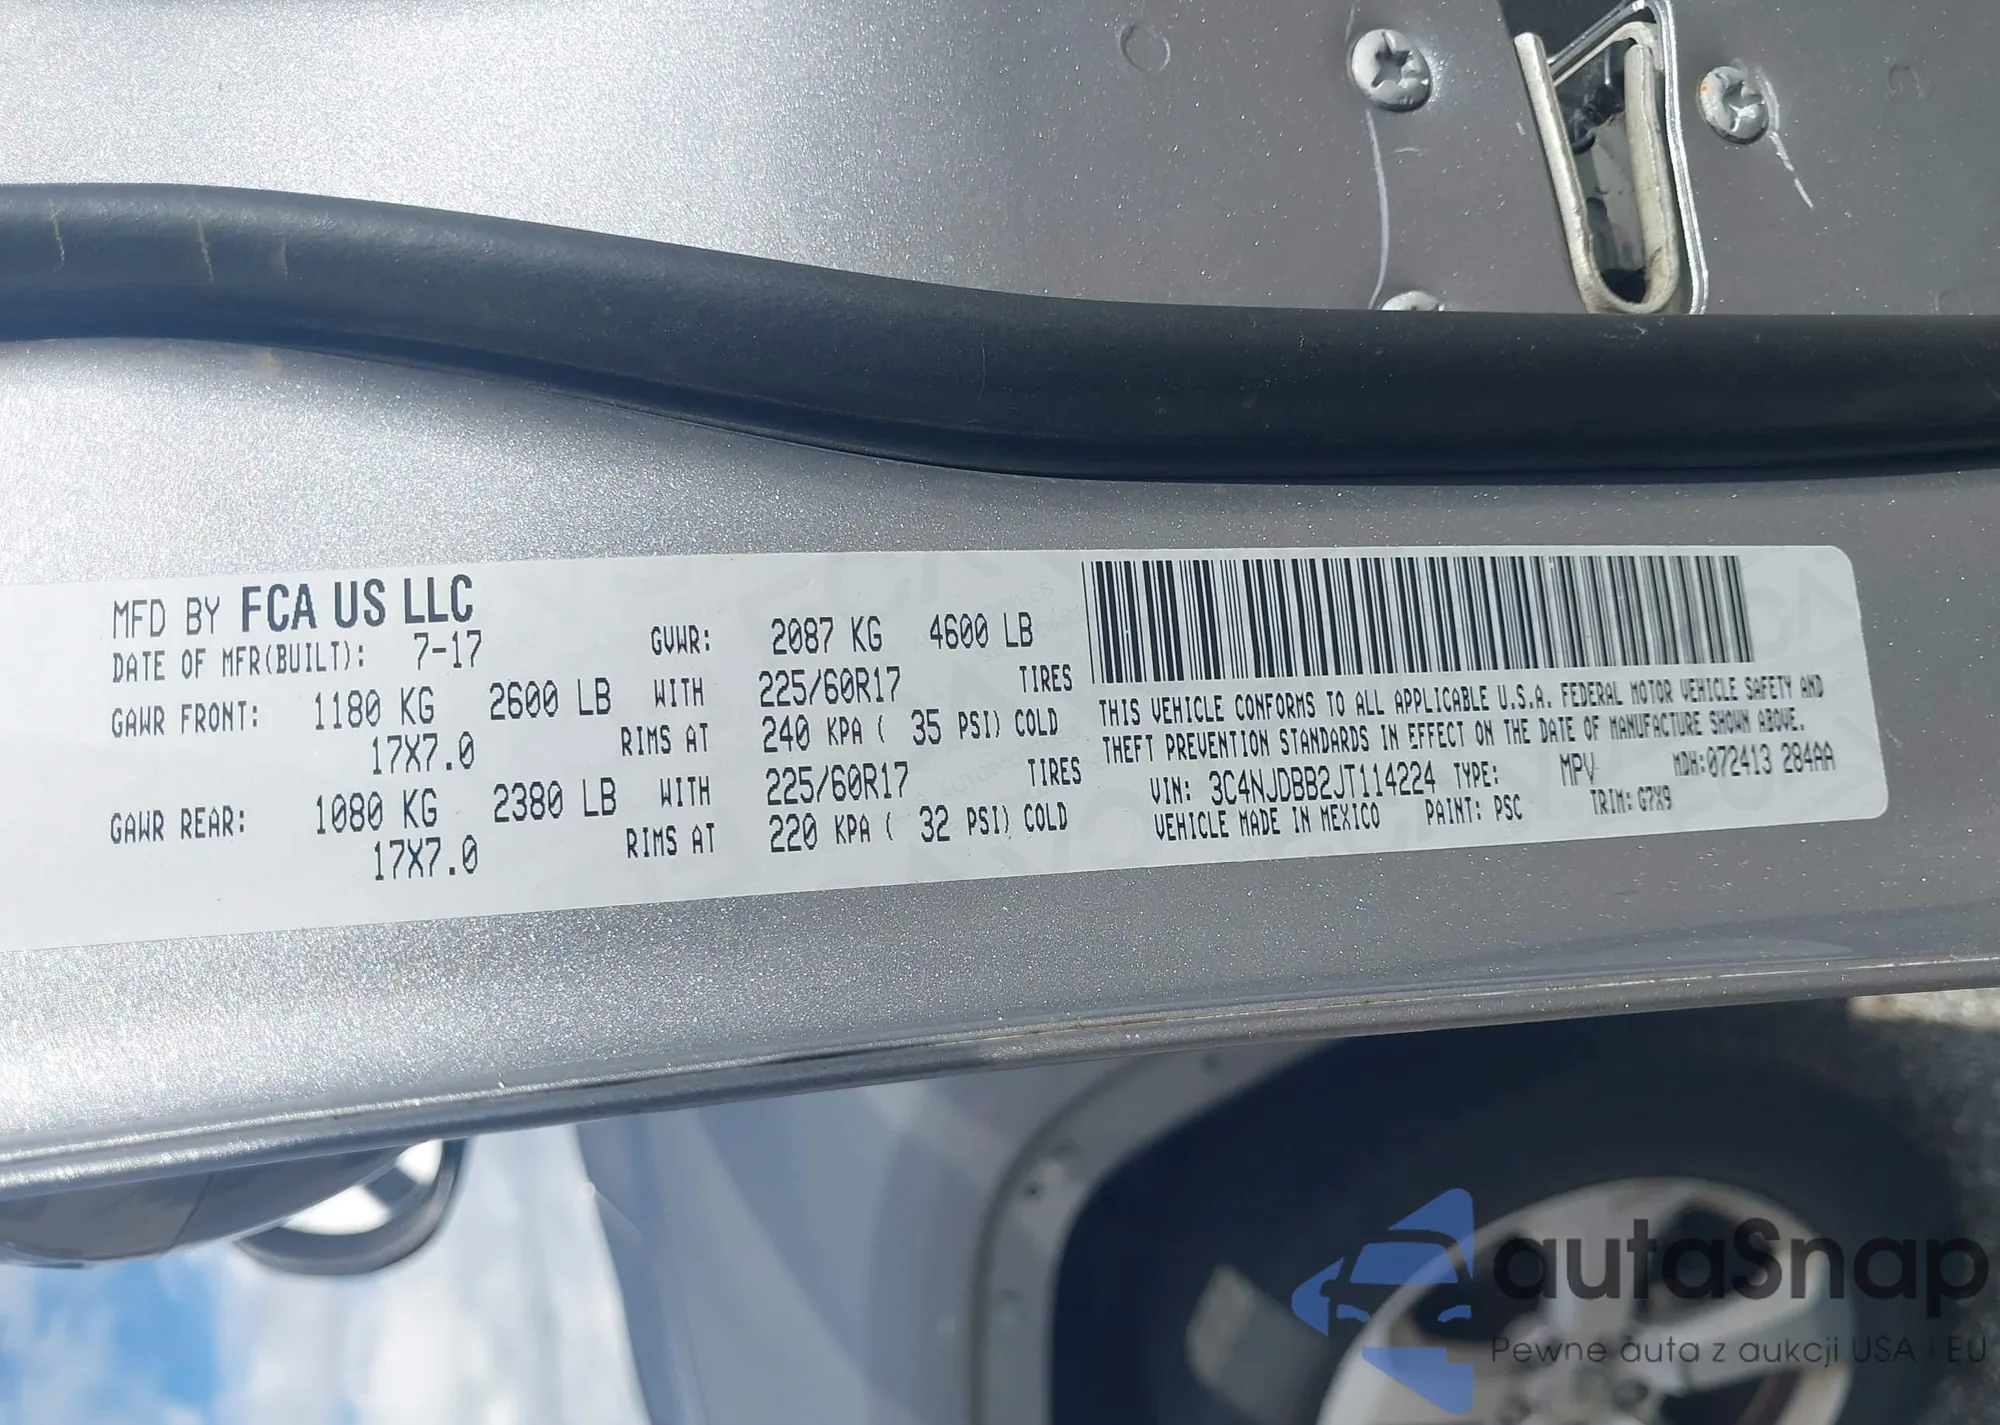 MFD BY FCA US LLC
DATE OF MFR(BUILT): 7-17 GVWR: 2087 KG 4600 LB
GAWR FRONT: 1180 KG 2600 LB WITH 225/60R17 TIRES
17X7.0 RIMS AT 240 KPA ( 35 PSI) COLD
GAWR REAR: 1080 KG 2380 LB WITH 225/60R17 TIRES
17X7.0 RIMS AT 220 KPA ( 32 PSI) COLD
THIS VEHICLE CONFORMS TO ALL APPLICABLE U.S.A. FEDERAL MOTOR VEHICLE SAFETY AND
THEFT PREVENTION STANDARDS IN EFFECT ON THE DATE OF MANUFACTURE SHOWN ABOVE.
VIN: 3C4NJDBB2JT114224 TYPE: MPV MDH:072413 284AA
VEHICLE MADE IN MEXICO PAINT: PSC TRIM: G7X9
autaSnap
Pewne auta z aukcji USA i EU